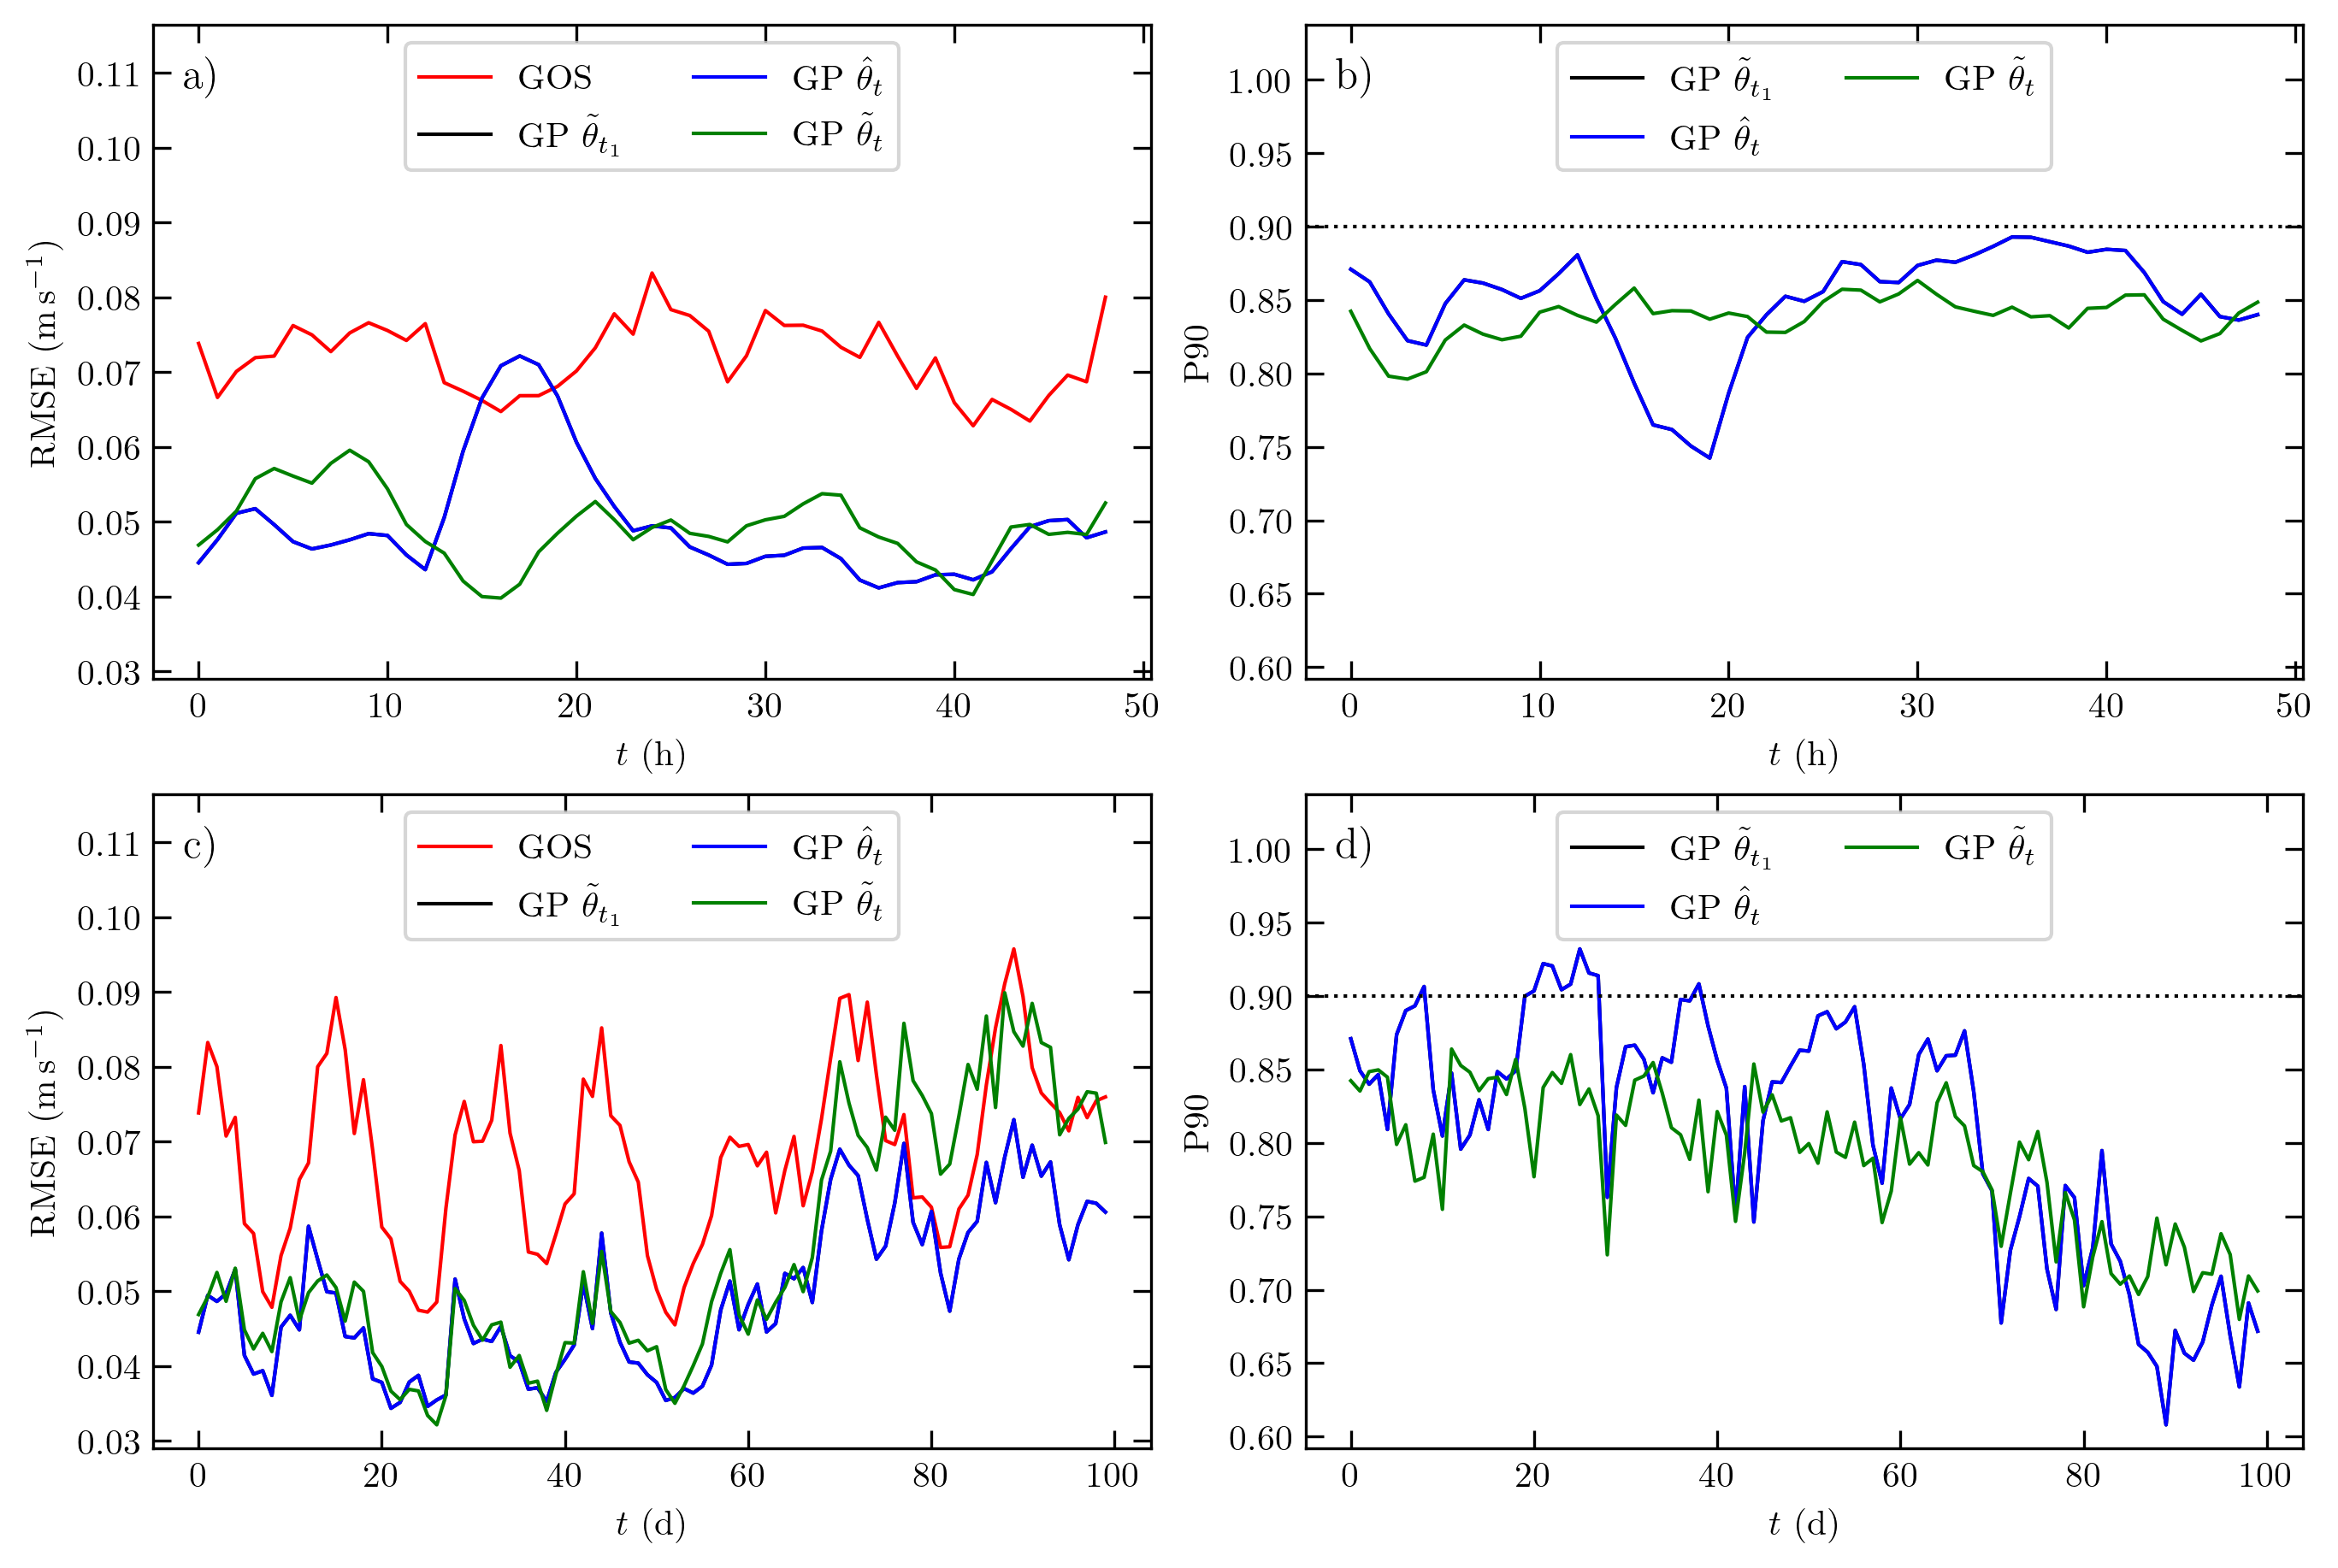 a)
GOS
GP θ̃ₜ₁
GP θ̂ₜ
GP θ̃ₜ
0.11
0.10
0.09
0.08
0.07
0.06
0.05
0.04
0.03
RMSE (m s⁻¹)
0 10 20 30 40 50
t (h)
b)
GP θ̃ₜ₁
GP θ̂ₜ
GP θ̃ₜ
1.00
0.95
0.90
0.85
0.80
0.75
0.70
0.65
0.60
P90
0 10 20 30 40 50
t (h)
c)
GOS
GP θ̃ₜ₁
GP θ̂ₜ
GP θ̃ₜ
0.11
0.10
0.09
0.08
0.07
0.06
0.05
0.04
0.03
RMSE (m s⁻¹)
0 20 40 60 80 100
t (d)
d)
GP θ̃ₜ₁
GP θ̂ₜ
GP θ̃ₜ
1.00
0.95
0.90
0.85
0.80
0.75
0.70
0.65
0.60
P90
0 20 40 60 80 100
t (d)